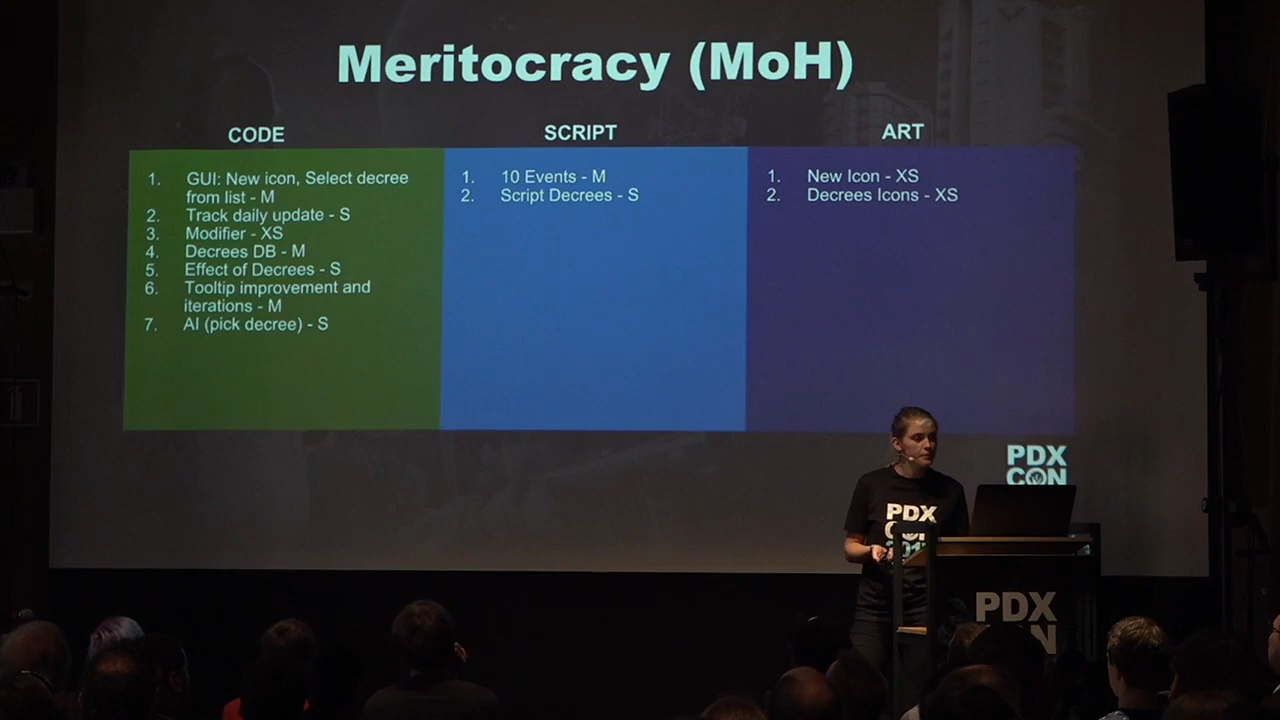 Meritocracy (MoH)
CODE
SCRIPT
ART
1. GUI: New icon, Select decree
from list - M
2. Track daily update - S
3. Modifier - XS
4. Decrees DB - M
5. Effect of Decrees - S
6. Tooltip improvement and
iterations - M
7. AI (pick decree) - S
1. 10 Events - M
2. Script Decrees - S
1. New Icon - XS
2. Decrees Icons - XS
PDX
CON
PDX
CON
PDX